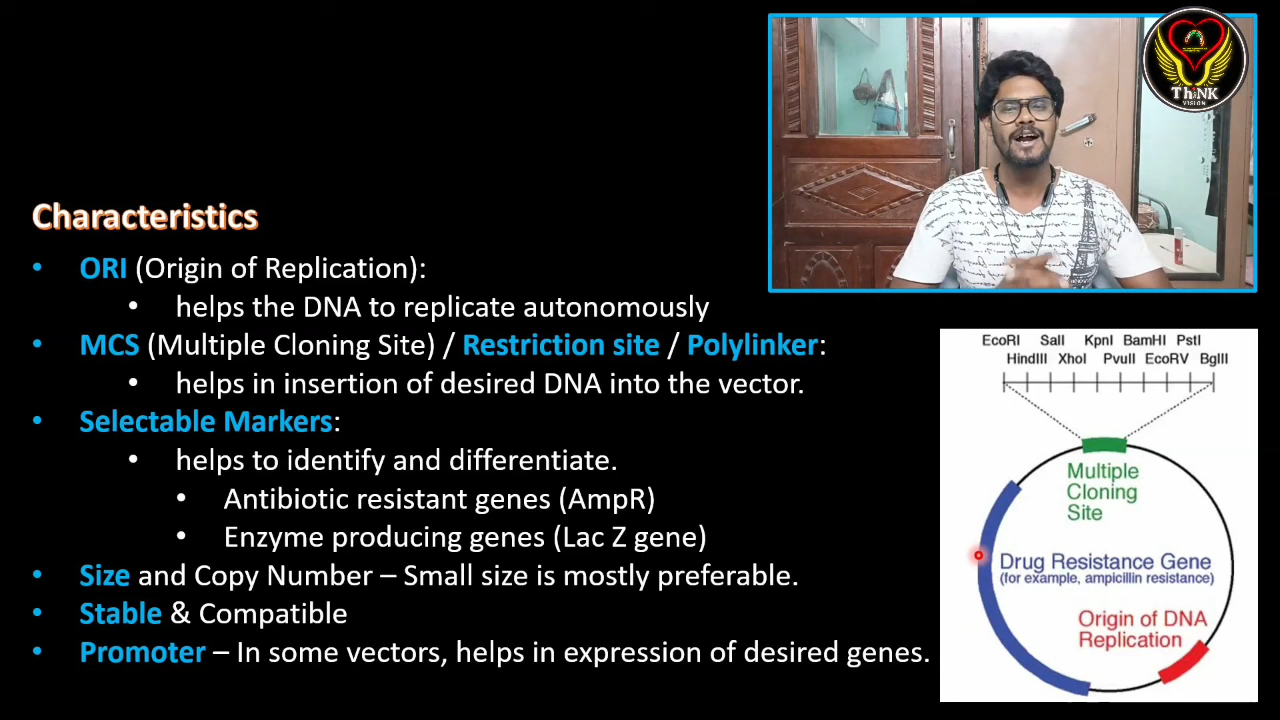 ThiNK
VISION
Characteristics
• ORI (Origin of Replication):
• helps the DNA to replicate autonomously
• MCS (Multiple Cloning Site) / Restriction site / Polylinker:
• helps in insertion of desired DNA into the vector.
• Selectable Markers:
• helps to identify and differentiate.
• Antibiotic resistant genes (AmpR)
• Enzyme producing genes (Lac Z gene)
• Size and Copy Number – Small size is mostly preferable.
• Stable & Compatible
• Promoter – In some vectors, helps in expression of desired genes.
EcoRI SalI KpnI BamHI PstI
HindIII XhoI PvuII EcoRV BglII
Multiple
Cloning
Site
Drug Resistance Gene
(for example, ampicillin resistance)
Origin of DNA
Replication